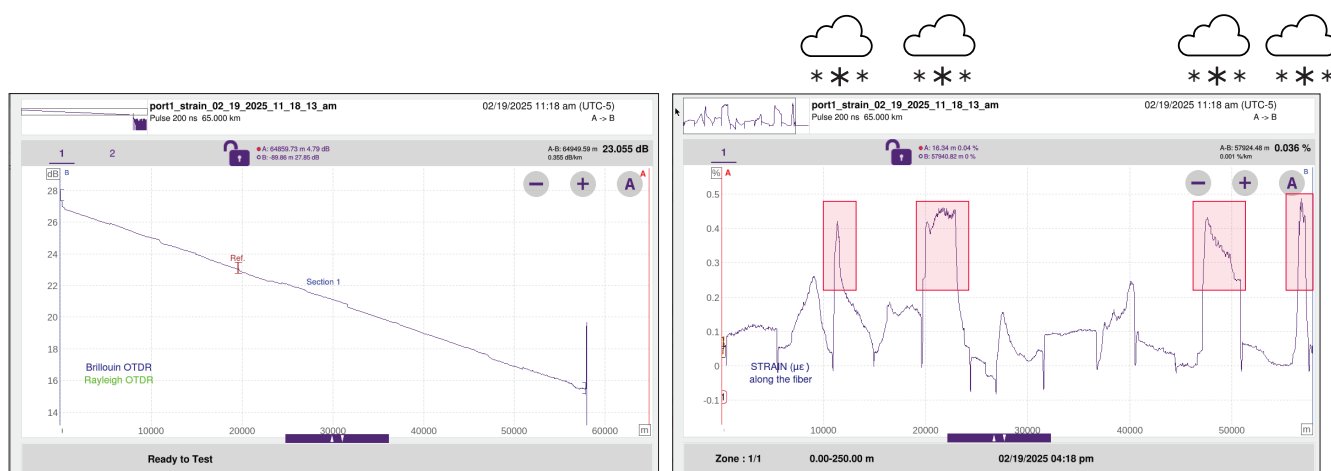 port1_strain_02_19_2025_11_18_13_am
02/19/2025 11:18 am (UTC-5)
Pulse 200 ns 65.000 km
A -> B
1
2
A: 64859.73 m 4.79 dB
B: -89.86 m 27.85 dB
A-B: 64949.59 m 23.055 dB
0.355 dB/km
dB
B
A
A
28
26
24
22
20
18
16
14
Ref.
Section 1
Brillouin OTDR
Rayleigh OTDR
10000
20000
30000
40000
50000
60000
m
Ready to Test
port1_strain_02_19_2025_11_18_13_am
02/19/2025 11:18 am (UTC-5)
Pulse 200 ns 65.000 km
A -> B
1
A: 16.34 m 0.04 %
B: 57940.82 m 0 %
A-B: 57924.48 m 0.036 %
0.001 %/km
%
A
B
A
0.5
0.4
0.3
0.2
0.1
0
-0.1
1
STRAIN (µε)
along the fiber
10000
20000
30000
40000
50000
m
Zone : 1/1
0.00-250.00 m
02/19/2025 04:18 pm